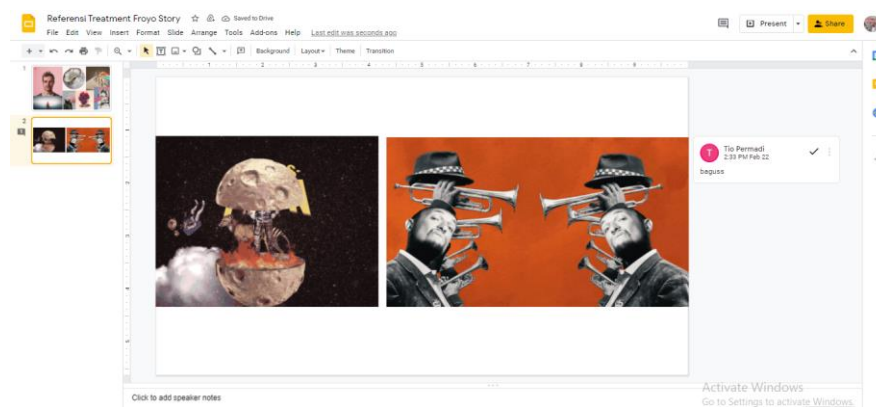 Referensi Treatment Froyo Story
Saved to Drive
File Edit View Insert Format Slide Arrange Tools Add-ons Help Last edit was seconds ago
Present
Share
Background Layout Theme Transition
1
2
Tio Permadi
2:33 PM Feb 22
baguss
Click to add speaker notes
Activate Windows
Go to Settings to activate Windows.